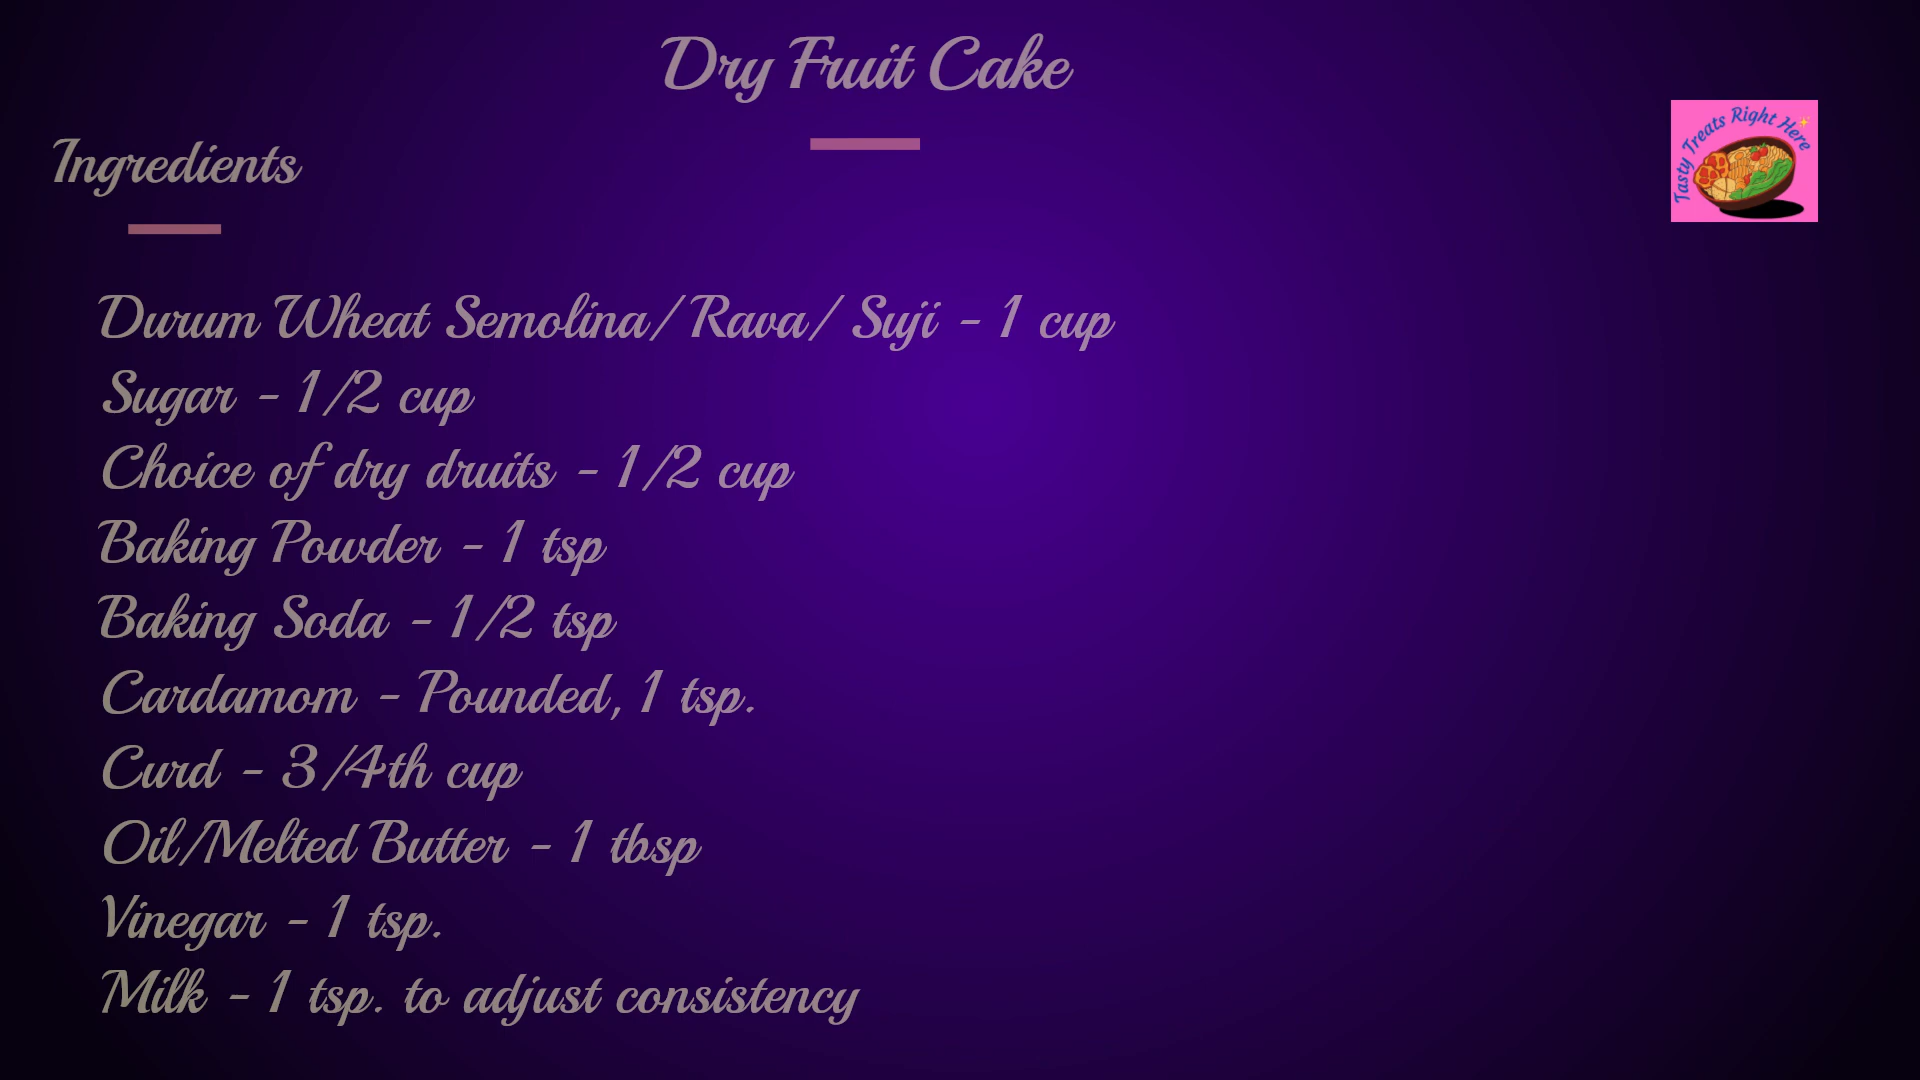 Dry Fruit Cake
Tasty Treats Right Here
Ingredients
Durum Wheat Semolina/Rava/ Suji - 1 cup
Sugar - 1/2 cup
Choice of dry druits - 1/2 cup
Baking Powder - 1 tsp
Baking Soda - 1/2 tsp
Cardamom - Pounded, 1 tsp.
Curd - 3/4th cup
Oil/Melted Butter - 1 tbsp
Vinegar - 1 tsp.
Milk - 1 tsp. to adjust consistency